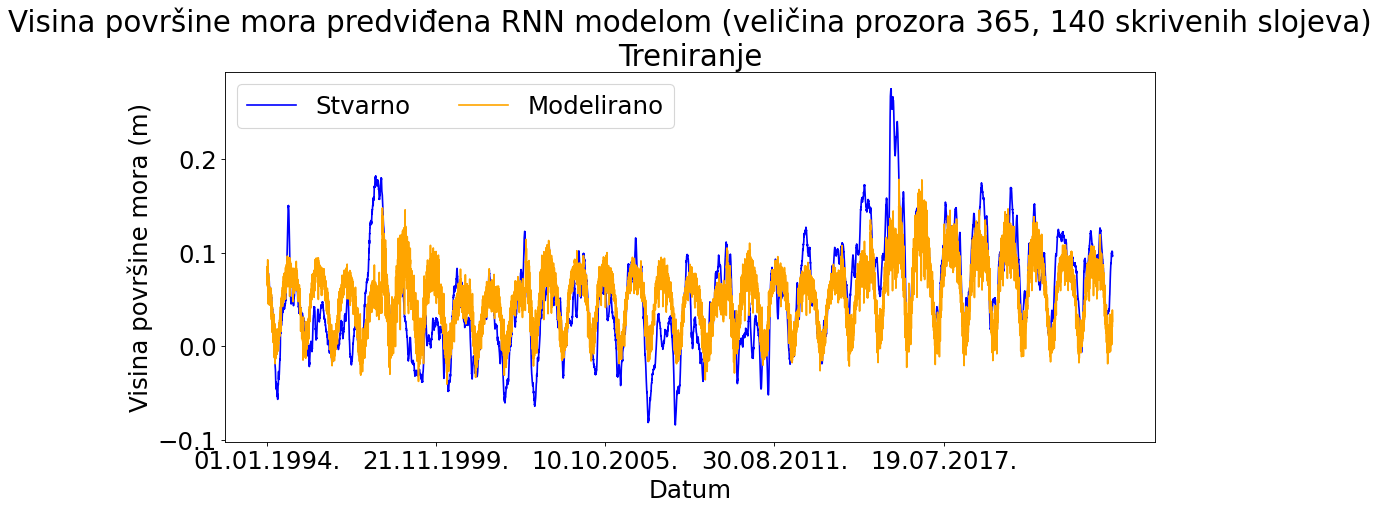 Visina površine mora predviđena RNN modelom (veličina prozora 365, 140 skrivenih slojeva)
Treniranje
Stvarno
Modelirano
Visina površine mora (m)
0.2
0.1
0.0
−0.1
01.01.1994.
21.11.1999.
10.10.2005.
30.08.2011.
19.07.2017.
Datum